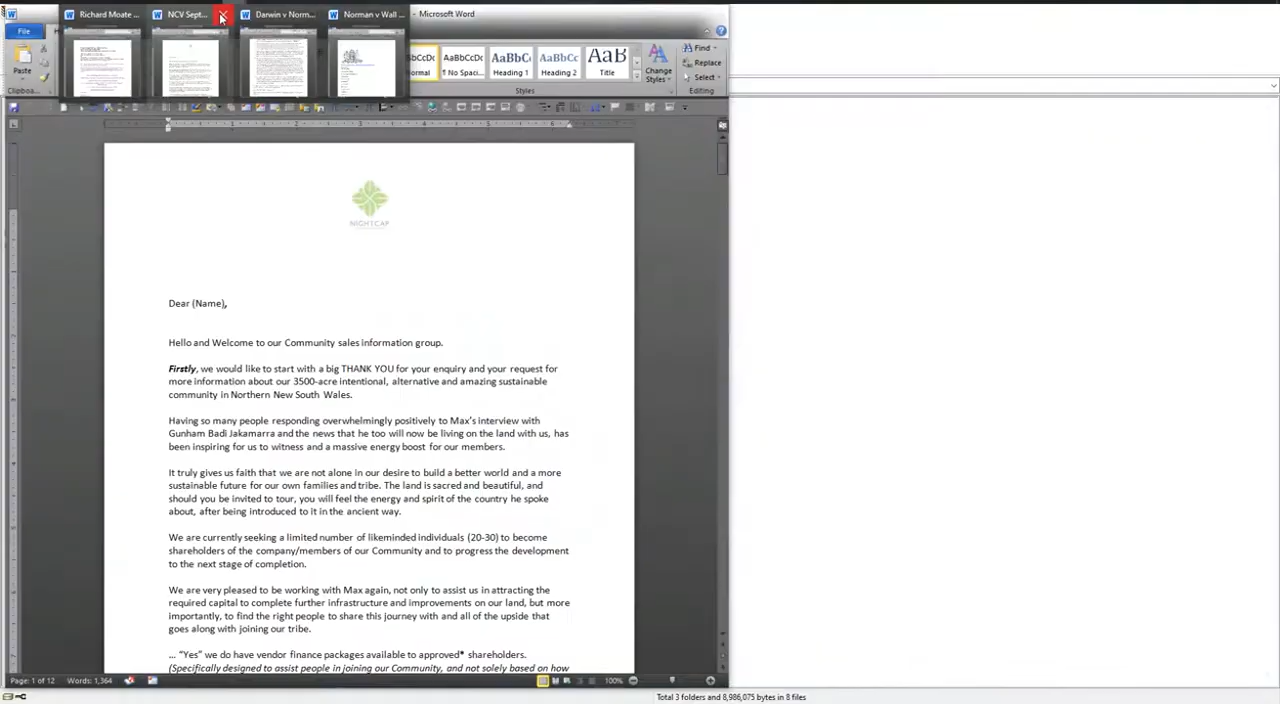 Richard Moate ...
NCV Sept...
Darwin v Norm...
Norman v Wall ...
- Microsoft Word
File
Paste
Clipboa...
AaBbCcDc
Normal
AaBbCcDc
¶ No Spaci...
AaBbCc
Heading 1
AaBbCc
Heading 2
AaB
Title
Change
Styles
Styles
Find
Replace
Select
Editing
NIGHTCAP
Dear (Name),
Hello and Welcome to our Community sales information group.
Firstly, we would like to start with a big THANK YOU for your enquiry and your request for
more information about our 3500-acre intentional, alternative and amazing sustainable
community in Northern New South Wales.
Having so many people responding overwhelmingly positively to Max's interview with
Gunham Badi Jakamarra and the news that he too will now be living on the land with us, has
been inspiring for us to witness and a massive energy boost for our members.
It truly gives us faith that we are not alone in our desire to build a better world and a more
sustainable future for our own families and tribe. The land is sacred and beautiful, and
should you be invited to tour, you will feel the energy and spirit of the country he spoke
about, after being introduced to it in the ancient way.
We are currently seeking a limited number of likeminded individuals (20-30) to become
shareholders of the company/members of our Community and to progress the development
to the next stage of completion.
We are very pleased to be working with Max again, not only to assist us in attracting the
required capital to complete further infrastructure and improvements on our land, but more
importantly, to find the right people to share this journey with and all of the upside that
goes along with joining our tribe.
... "Yes" we do have vendor finance packages available to approved* shareholders.
(Specifically designed to assist people in joining our Community, and not solely based on how
Page: 1 of 12
Words: 1,364
100%
Total 3 folders and 8,986,075 bytes in 8 files